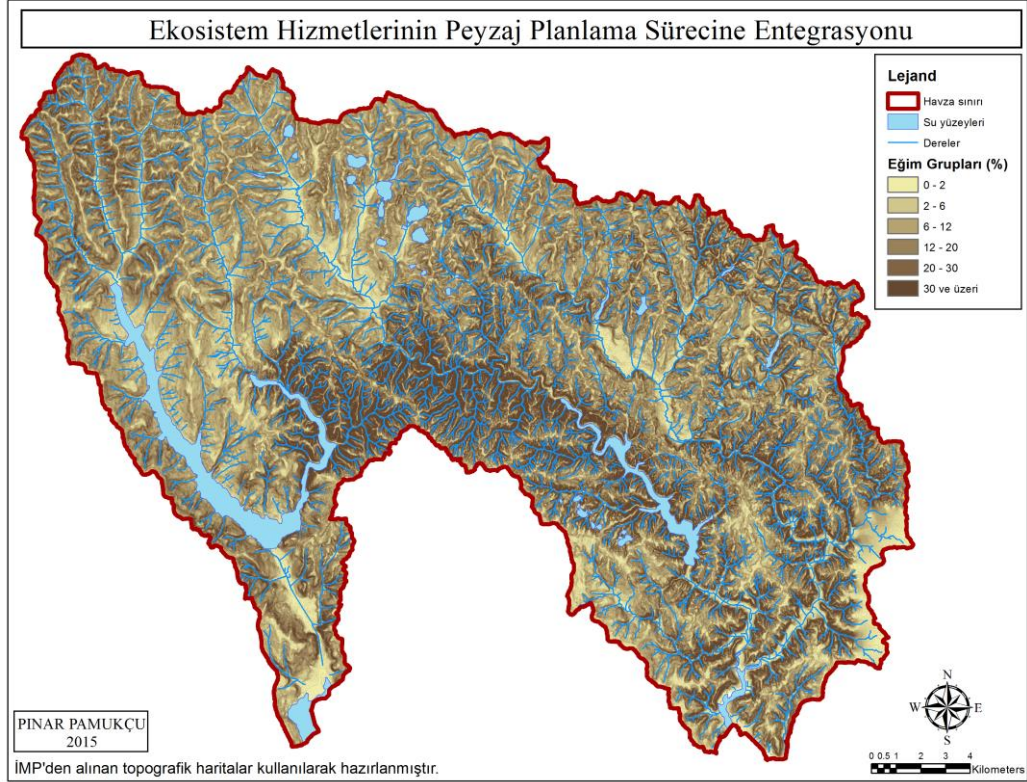 Ekosistem Hizmetlerinin Peyzaj Planlama Sürecine Entegrasyonu
Lejand
Havza sınırı
Su yüzeyleri
Dereler
Eğim Grupları (%)
0 - 2
2 - 6
6 - 12
12 - 20
20 - 30
30 ve üzeri
N
W E
S
PINAR PAMUKÇU
2015
0 0.5 1 2 3 4
Kilometers
İMP'den alınan topografik haritalar kullanılarak hazırlanmıştır.